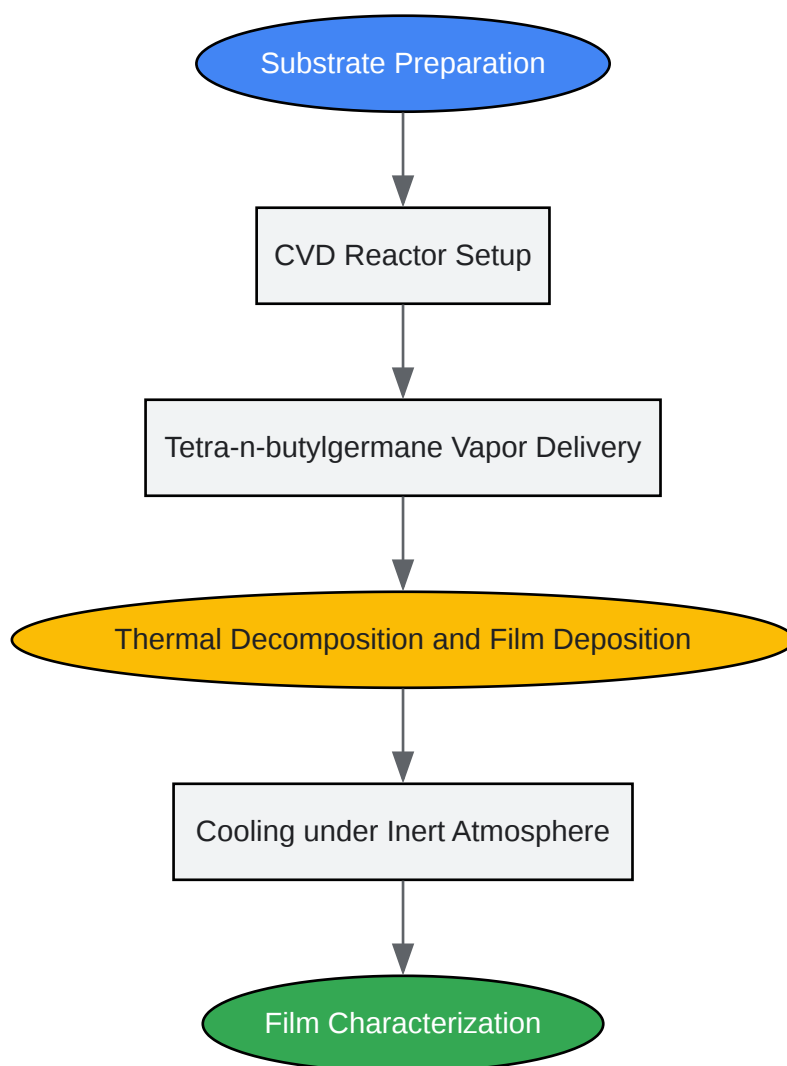 Substrate Preparation
CVD Reactor Setup
Tetra-n-butylgermane Vapor Delivery
Thermal Decomposition and Film Deposition
Cooling under Inert Atmosphere
Film Characterization